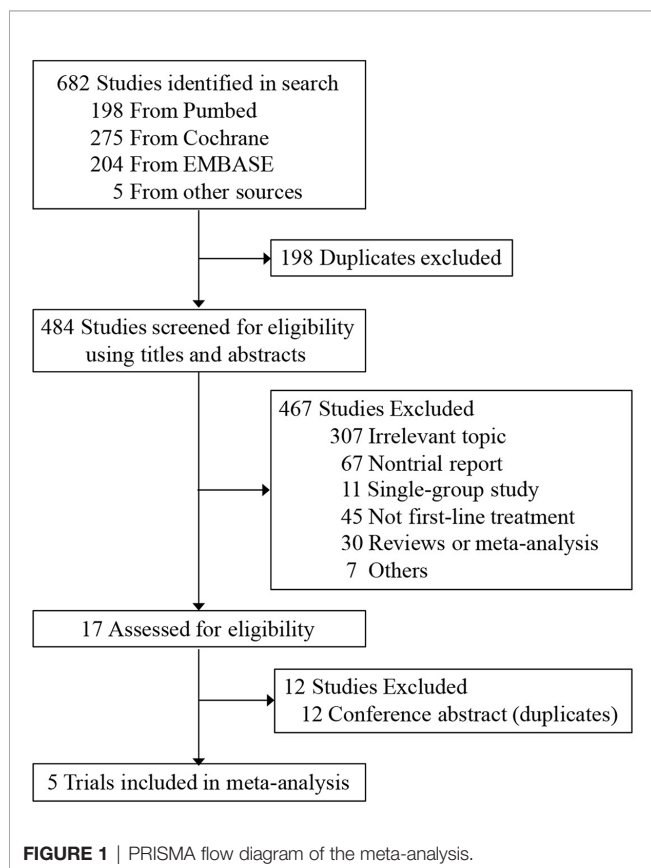 682 Studies identified in search
198 From Pumbed
275 From Cochrane
204 From EMBASE
5 From other sources
198 Duplicates excluded
484 Studies screened for eligibility
using titles and abstracts
467 Studies Excluded
307 Irrelevant topic
67 Nontrial report
11 Single-group study
45 Not first-line treatment
30 Reviews or meta-analysis
7 Others
17 Assessed for eligibility
12 Studies Excluded
12 Conference abstract (duplicates)
5 Trials included in meta-analysis
FIGURE 1 | PRISMA flow diagram of the meta-analysis.